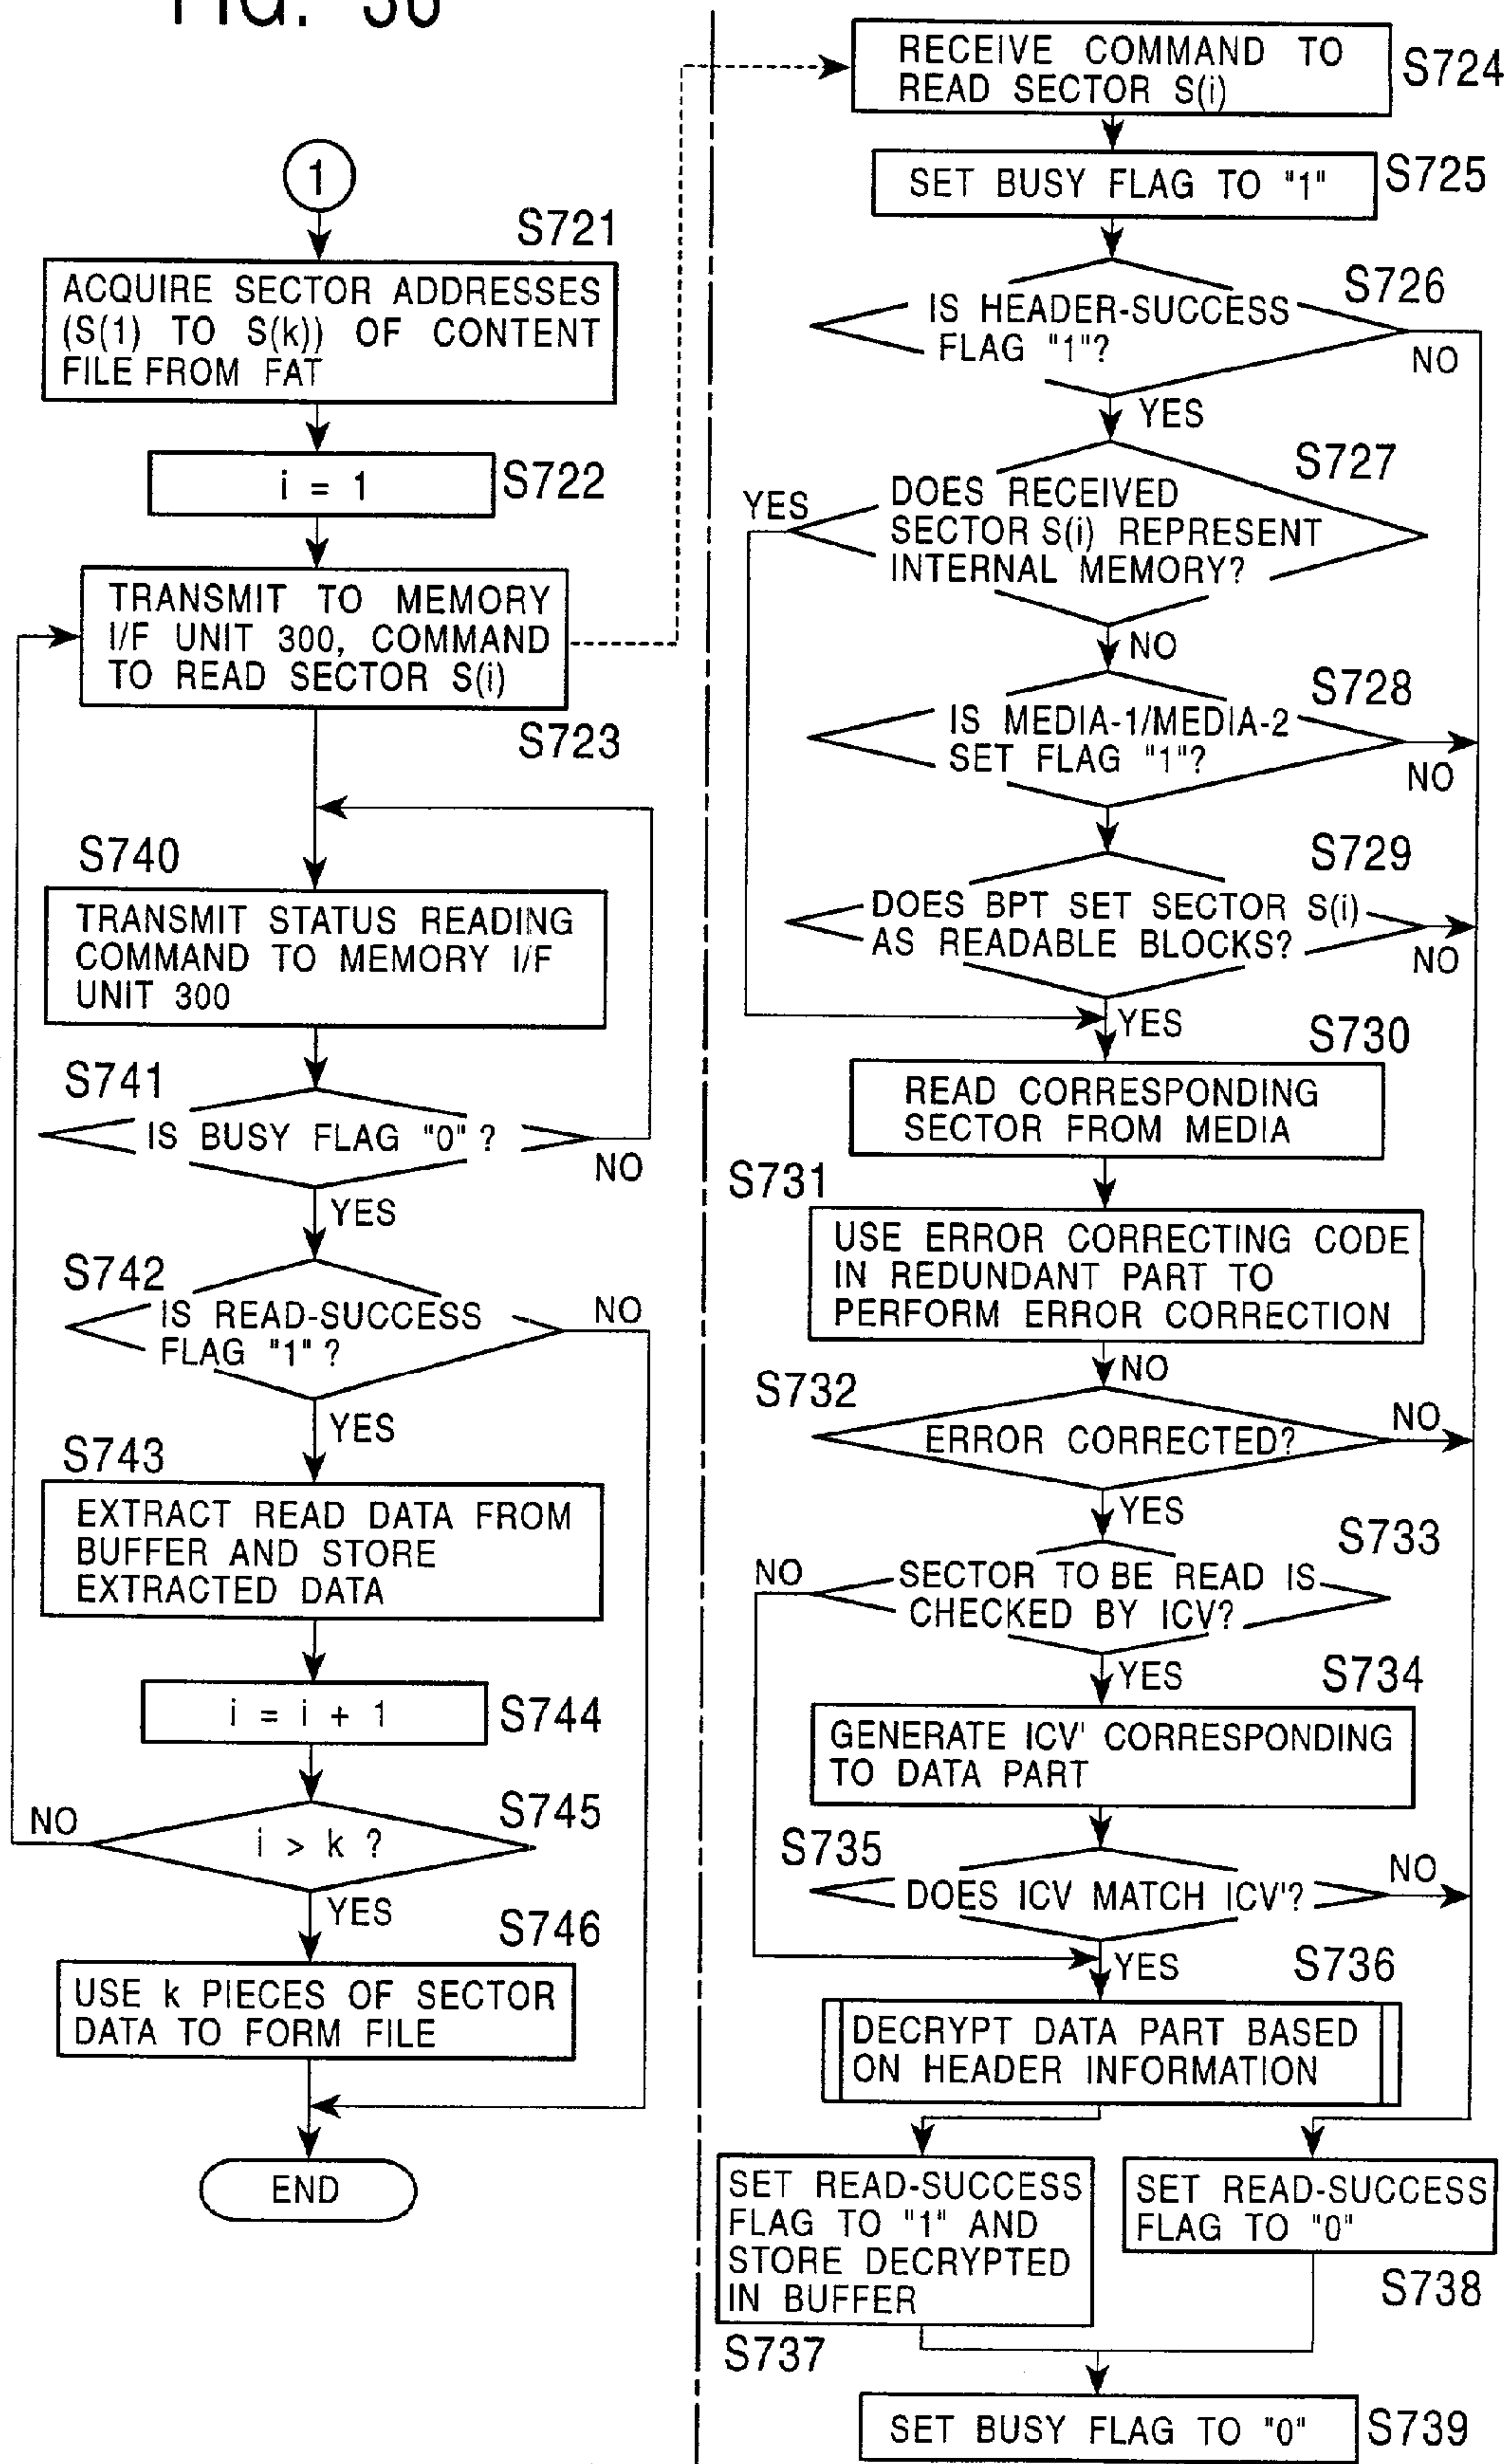 FIG. 36
1
S721
ACQUIRE SECTOR ADDRESSES
(S(1) TO S(k)) OF CONTENT
FILE FROM FAT
i = 1
S722
TRANSMIT TO MEMORY
I/F UNIT 300, COMMAND
TO READ SECTOR S(i)
S723
S740
TRANSMIT STATUS READING
COMMAND TO MEMORY I/F
UNIT 300
S741
IS BUSY FLAG "0" ?
NO
YES
S742
IS READ-SUCCESS
FLAG "1" ?
NO
YES
S743
EXTRACT READ DATA FROM
BUFFER AND STORE
EXTRACTED DATA
i = i + 1
S744
S745
NO
i > k ?
YES
S746
USE k PIECES OF SECTOR
DATA TO FORM FILE
END
RECEIVE COMMAND TO
READ SECTOR S(i)
S724
SET BUSY FLAG TO "1"
S725
S726
IS HEADER-SUCCESS
FLAG "1"?
NO
YES
S727
YES
DOES RECEIVED
SECTOR S(i) REPRESENT
INTERNAL MEMORY?
NO
S728
IS MEDIA-1/MEDIA-2
SET FLAG "1"?
NO
S729
DOES BPT SET SECTOR S(i)
AS READABLE BLOCKS?
NO
YES
S730
READ CORRESPONDING
SECTOR FROM MEDIA
S731
USE ERROR CORRECTING CODE
IN REDUNDANT PART TO
PERFORM ERROR CORRECTION
NO
S732
ERROR CORRECTED?
NO
YES
S733
NO
SECTOR TO BE READ IS
CHECKED BY ICV?
YES
S734
GENERATE ICV' CORRESPONDING
TO DATA PART
S735
DOES ICV MATCH ICV'?
NO
YES
S736
DECRYPT DATA PART BASED
ON HEADER INFORMATION
SET READ-SUCCESS
FLAG TO "1" AND
STORE DECRYPTED
IN BUFFER
S737
SET READ-SUCCESS
FLAG TO "0"
S738
SET BUSY FLAG TO "0"
S739